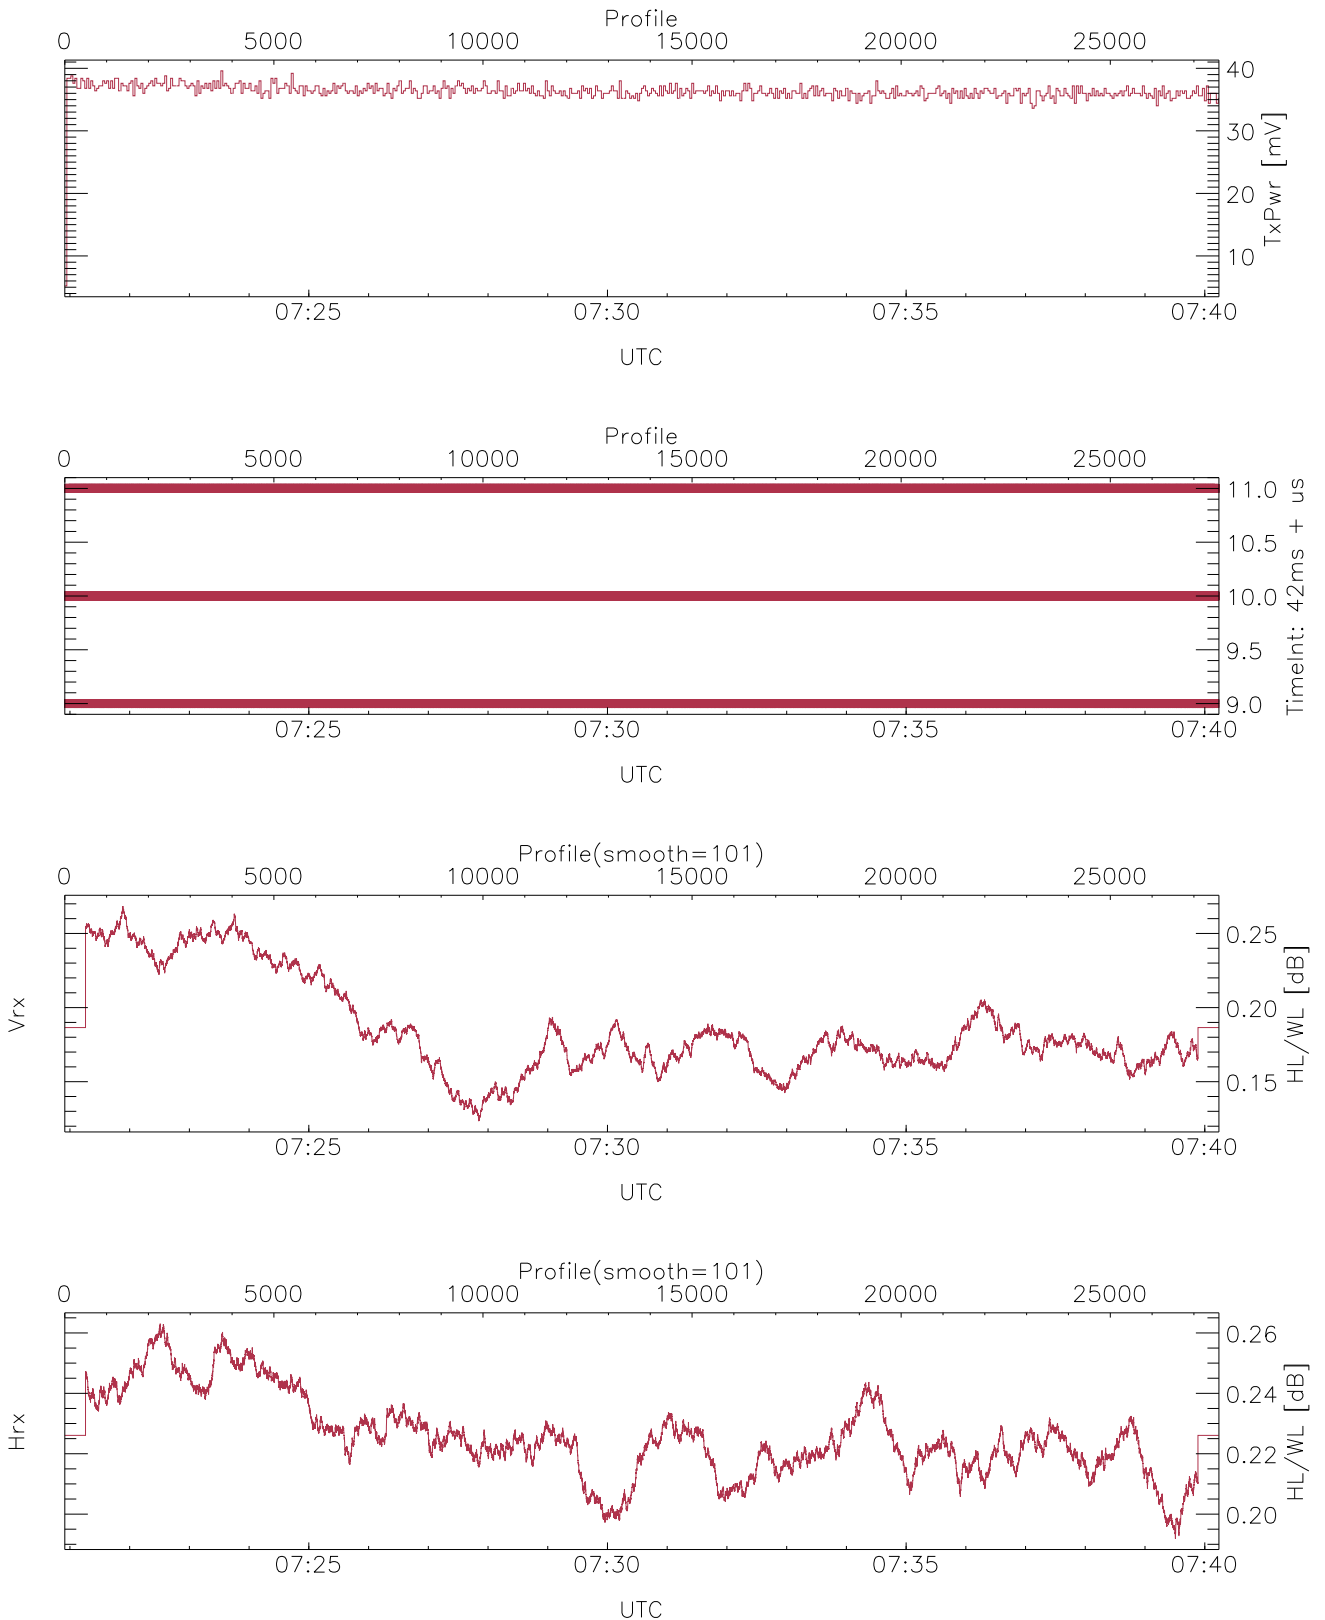 Profile
0 5000 10000 15000 20000 25000
40
30
20
10
TxPwr [mV]
07:25 07:30 07:35 07:40
UTC
Profile
0 5000 10000 15000 20000 25000
11.0
10.5
10.0
9.5
9.0
TimeInt: 42ms + us
07:25 07:30 07:35 07:40
UTC
Profile(smooth=101)
0 5000 10000 15000 20000 25000
Vrx
0.25
0.20
0.15
HL/WL [dB]
07:25 07:30 07:35 07:40
UTC
Profile(smooth=101)
0 5000 10000 15000 20000 25000
Hrx
0.26
0.24
0.22
0.20
HL/WL [dB]
07:25 07:30 07:35 07:40
UTC